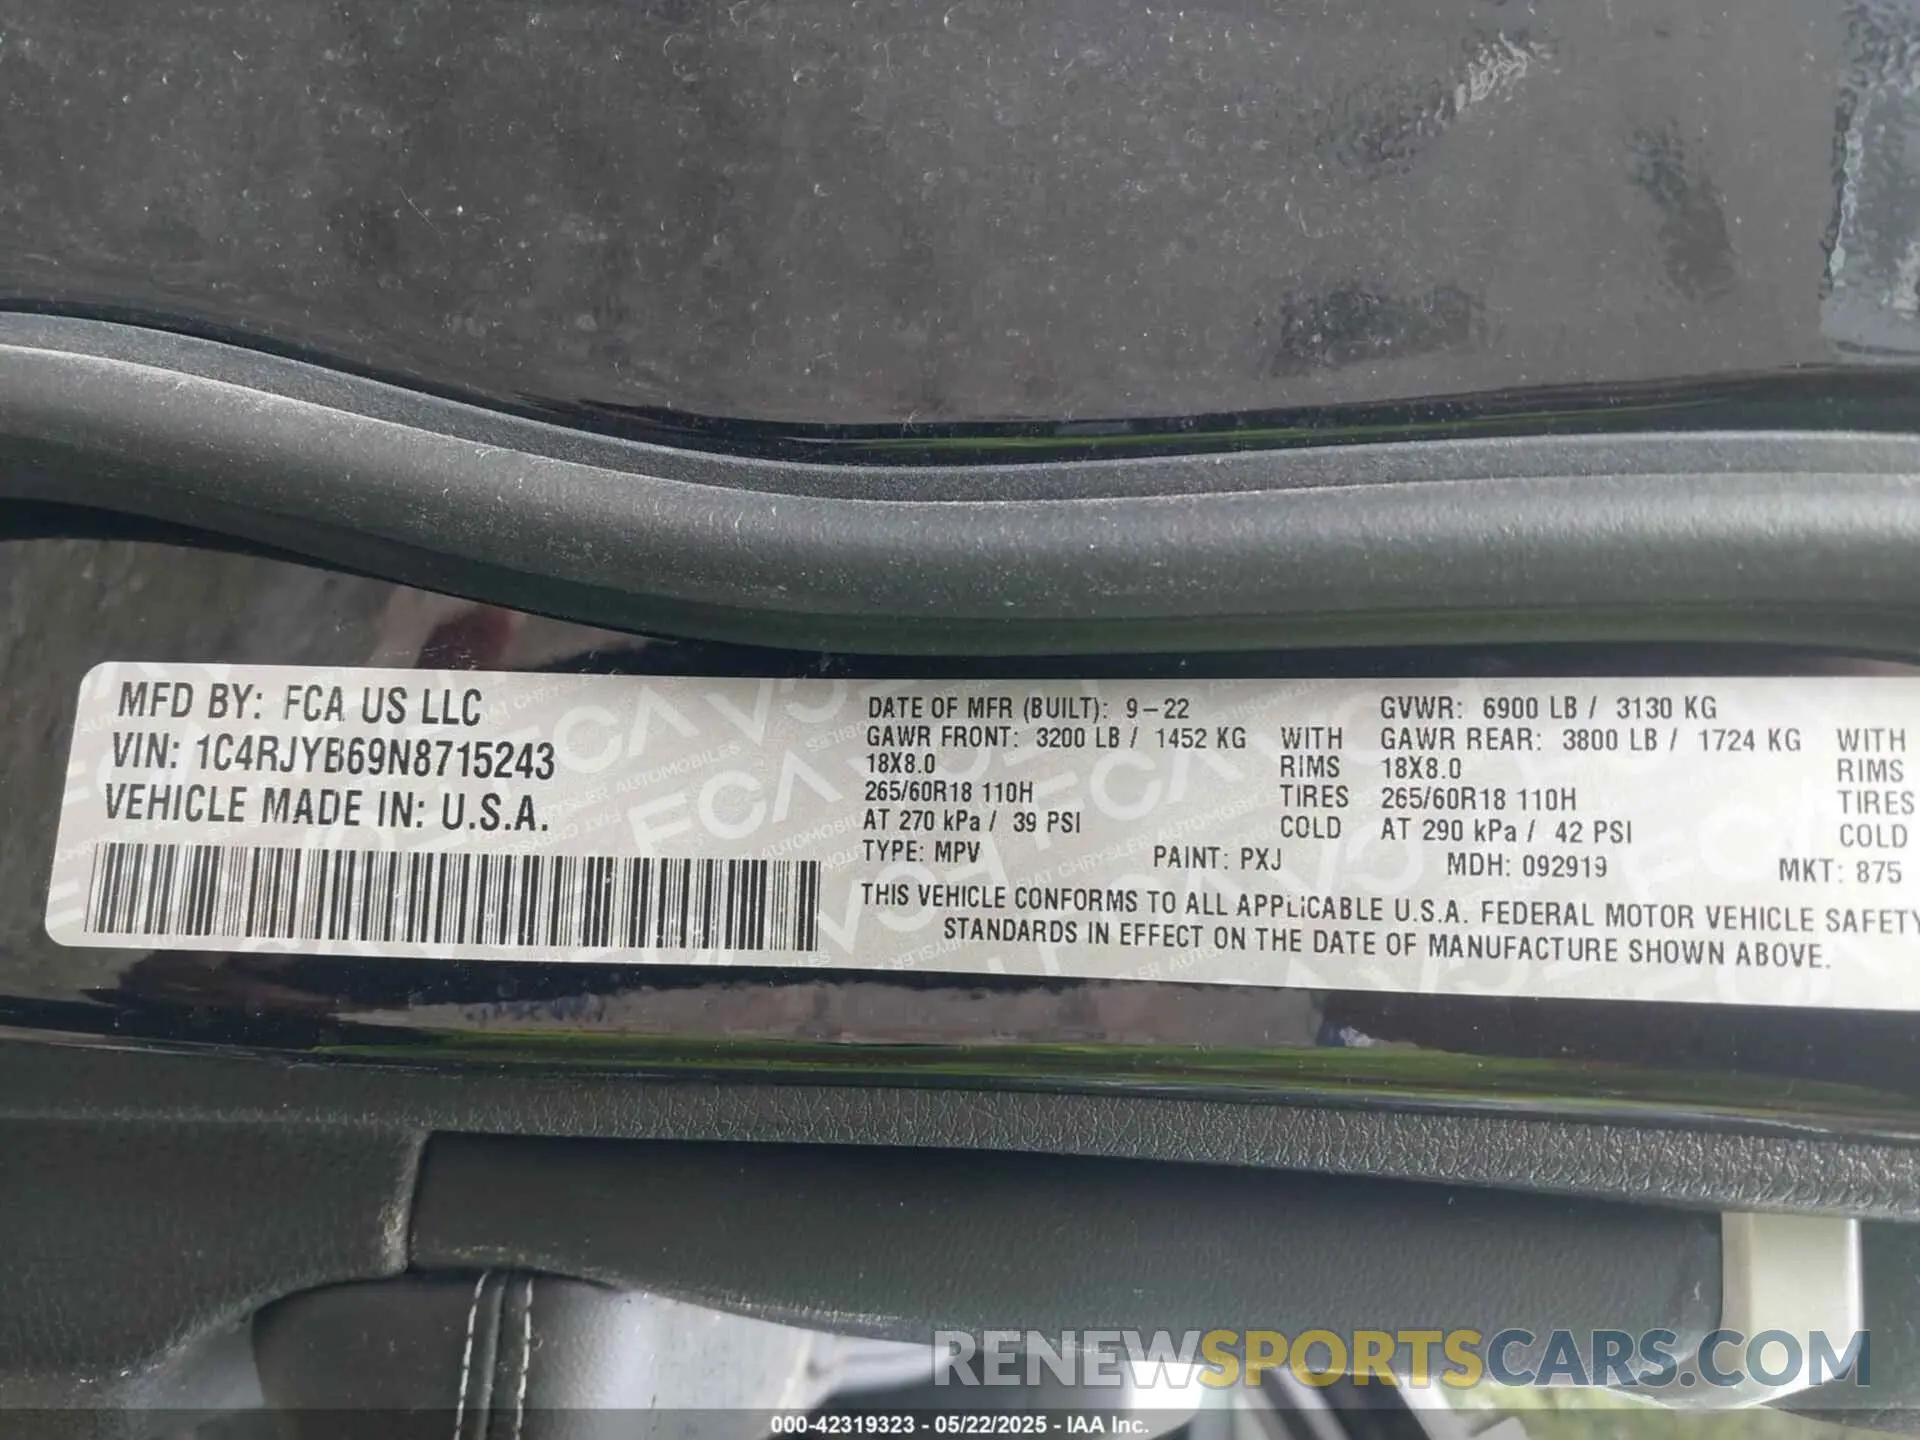 MFD BY: FCA US LLC
VIN: 1C4RJYB69N8715243
VEHICLE MADE IN: U.S.A.
DATE OF MFR (BUILT): 9-22 GVWR: 6900 LB / 3130 KG
GAWR FRONT: 3200 LB / 1452 KG WITH GAWR REAR: 3800 LB / 1724 KG WITH
18X8.0 RIMS 18X8.0 RIMS
265/60R18 110H TIRES 265/60R18 110H TIRES
AT 270 kPa / 39 PSI COLD AT 290 kPa / 42 PSI COLD
TYPE: MPV PAINT: PXJ MDH: 092919 MKT: 875
THIS VEHICLE CONFORMS TO ALL APPLICABLE U.S.A. FEDERAL MOTOR VEHICLE SAFETY
STANDARDS IN EFFECT ON THE DATE OF MANUFACTURE SHOWN ABOVE.
RENEWSPORTSCARS.COM
000-42319323 - 05/22/2025 - IAA Inc.